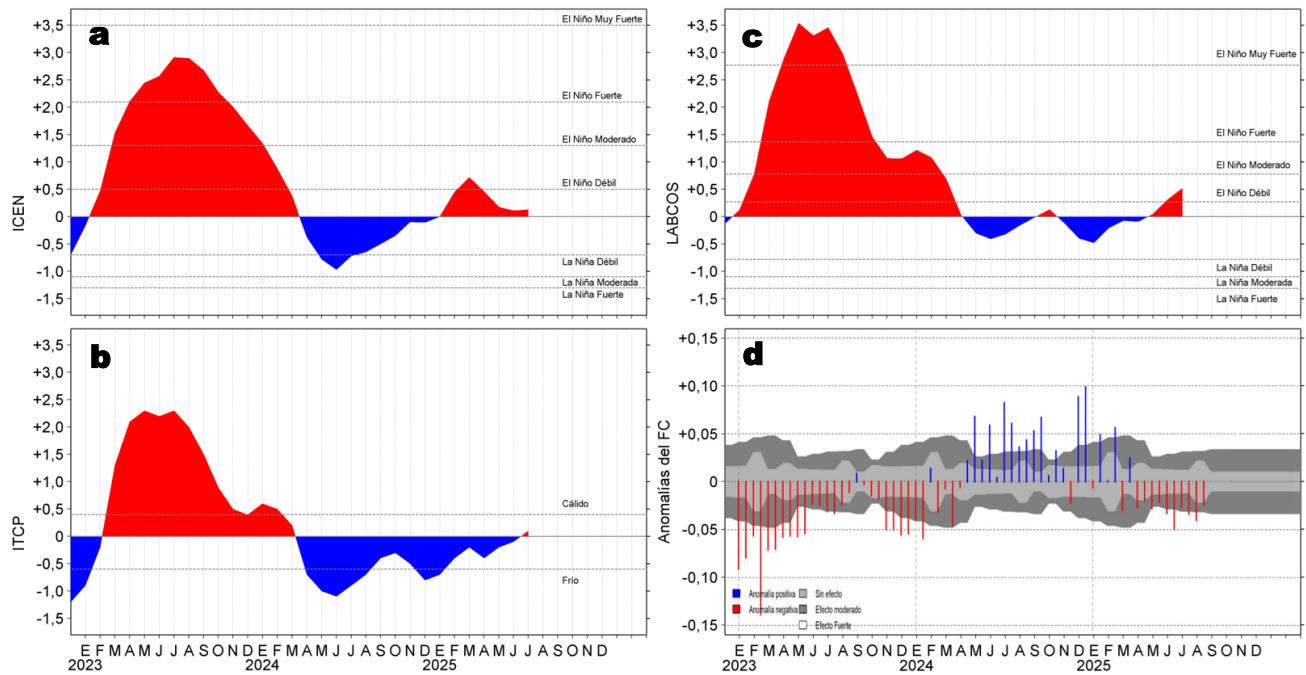 a
ICEN
+3,5
+3,0
+2,5
+2,0
+1,5
+1,0
+0,5
0
-0,5
-1,0
-1,5
El Niño Muy Fuerte
El Niño Fuerte
El Niño Moderado
El Niño Débil
La Niña Débil
La Niña Moderada
La Niña Fuerte
c
LABCOS
+3,5
+3,0
+2,5
+2,0
+1,5
+1,0
+0,5
0
-0,5
-1,0
-1,5
El Niño Muy Fuerte
El Niño Fuerte
El Niño Moderado
El Niño Débil
La Niña Débil
La Niña Moderada
La Niña Fuerte
b
ITCP
+3,5
+3,0
+2,5
+2,0
+1,5
+1,0
+0,5
0
-0,5
-1,0
-1,5
Cálido
Frío
E F M A M J J A S O N D E F M A M J J A S O N D E F M A M J J A S O N D
2023 2024 2025
d
Anomalías del FC
+0,15
+0,10
+0,05
0
-0,05
-0,10
-0,15
Anomalía positiva
Anomalía negativa
Sin efecto
Efecto moderado
Efecto Fuerte
E F M A M J J A S O N D E F M A M J J A S O N D E F M A M J J A S O N D
2023 2024 2025